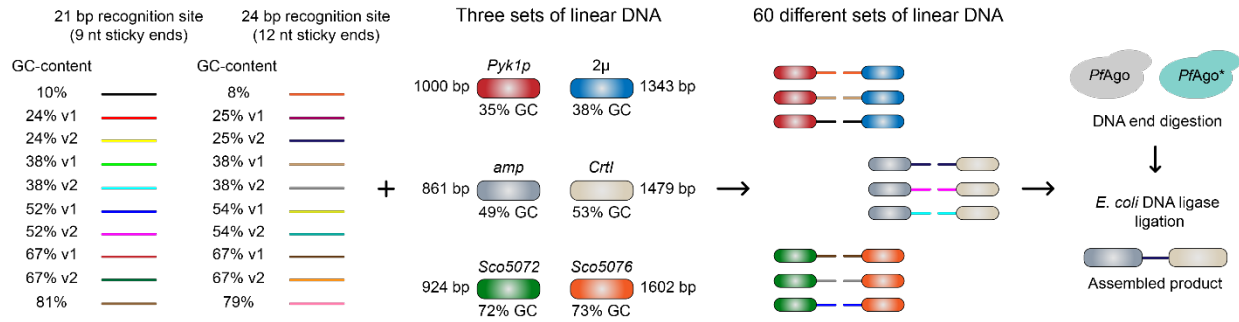 21 bp recognition site
(9 nt sticky ends)
GC-content
10%
24% v1
24% v2
38% v1
38% v2
52% v1
52% v2
67% v1
67% v2
81%
24 bp recognition site
(12 nt sticky ends)
GC-content
8%
25% v1
25% v2
38% v1
38% v2
54% v1
54% v2
67% v1
67% v2
79%
+
Three sets of linear DNA
Pyk1p 2μ
1000 bp 1343 bp
35% GC 38% GC
amp CrtI
861 bp 1479 bp
49% GC 53% GC
Sco5072 Sco5076
924 bp 1602 bp
72% GC 73% GC
60 different sets of linear DNA
PfAgo PfAgo*
DNA end digestion
E. coli DNA ligase
ligation
Assembled product